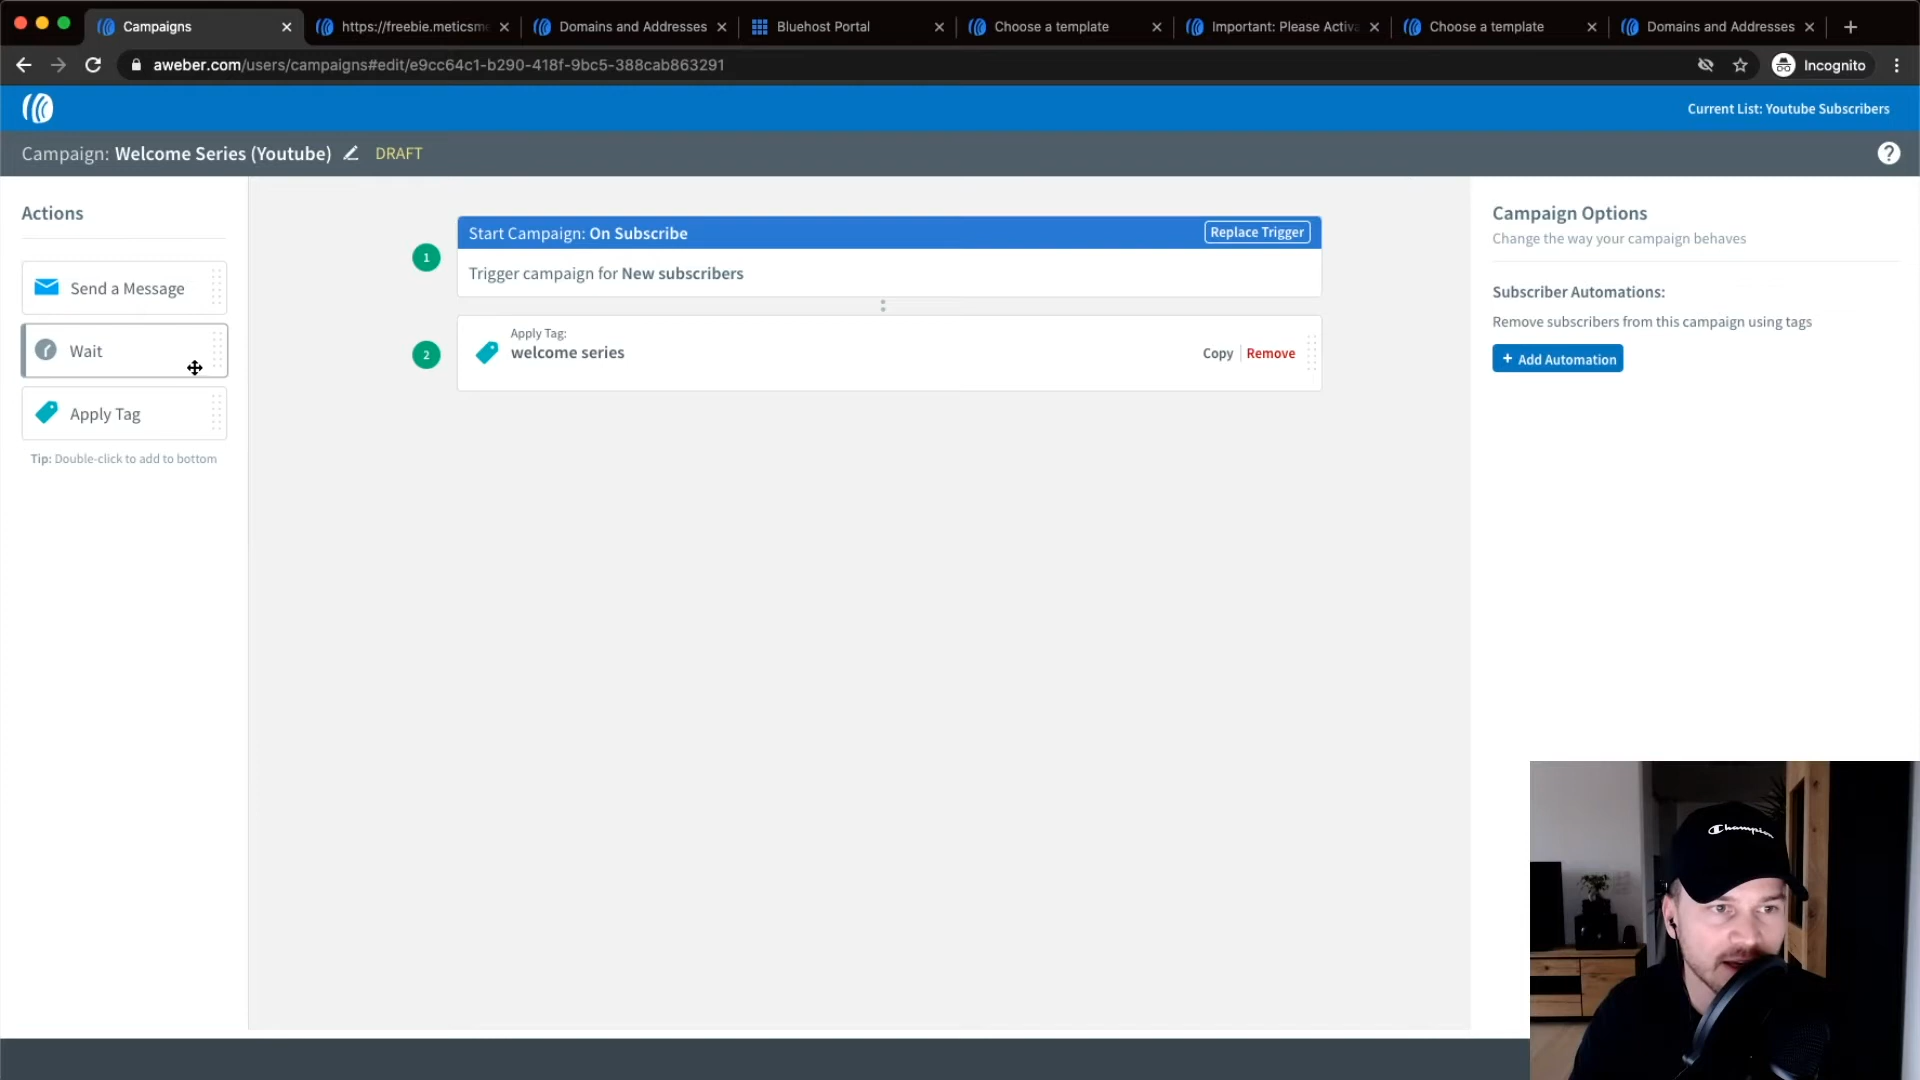 Campaigns
https://freebie.meticsme
Domains and Addresses
Bluehost Portal
Choose a template
Important: Please Activa
Choose a template
Domains and Addresses
aweber.com/users/campaigns#edit/e9cc64c1-b290-418f-9bc5-388cab863291
Incognito
Current List: Youtube Subscribers
Campaign: Welcome Series (Youtube)
DRAFT
?
Actions
Send a Message
Wait
Apply Tag
Tip: Double-click to add to bottom
1
Start Campaign: On Subscribe
Replace Trigger
Trigger campaign for New subscribers
2
Apply Tag:
welcome series
Copy
Remove
Campaign Options
Change the way your campaign behaves
Subscriber Automations:
Remove subscribers from this campaign using tags
+ Add Automation
Champion